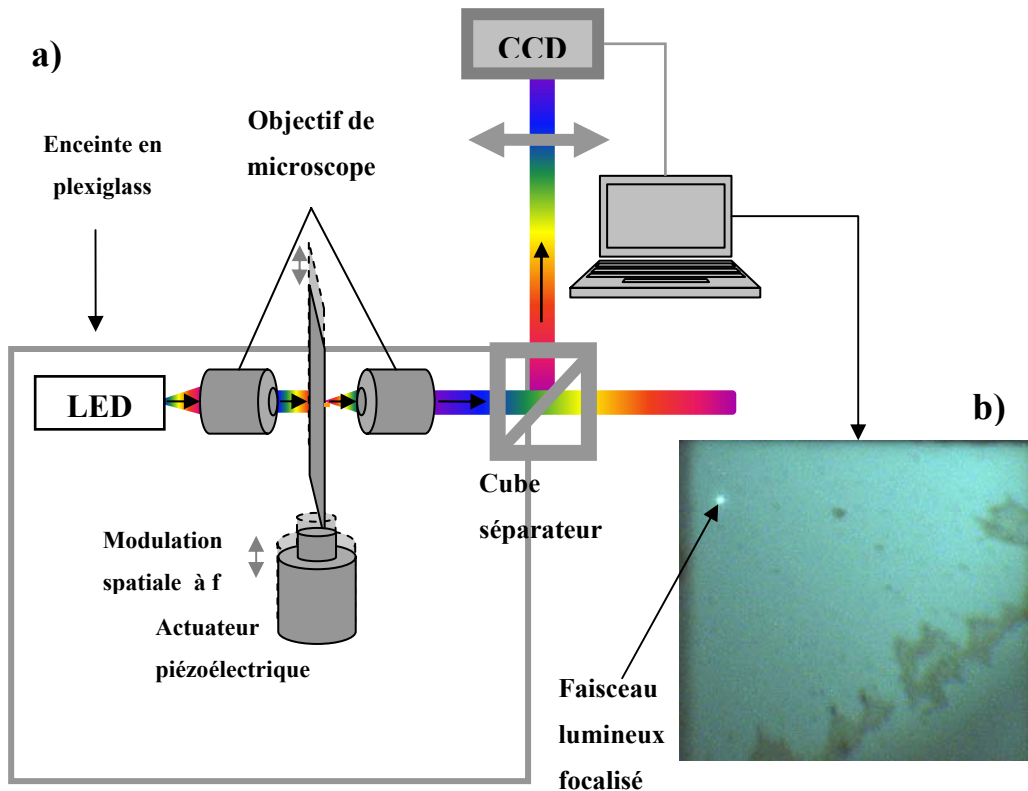 a)
CCD
Objectif de
microscope
Enceinte en
plexiglass
LED
b)
Cube
séparateur
Modulation
spatiale à f
Actuateur
piézoélectrique
Faisceau
lumineux
focalisé